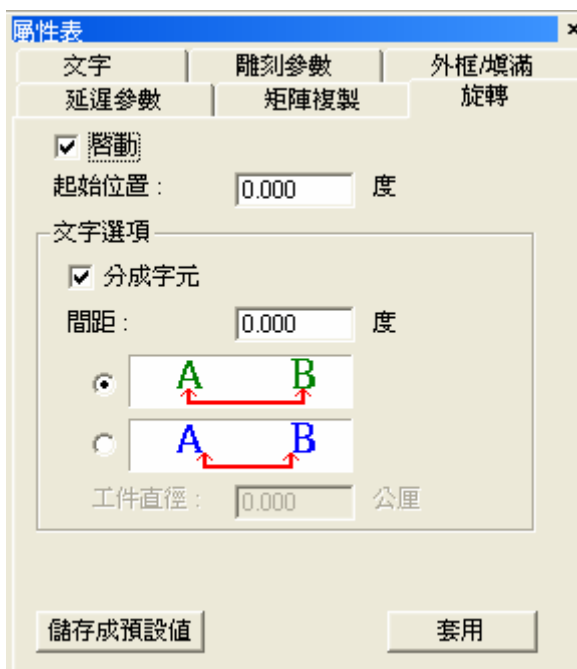 屬性表
文字 雕刻參數 外框/填滿
延遲參數 矩陣複製 旋轉
啓動
起始位置 : 0.000 度
文字選項
分成字元
間距 : 0.000 度
A B
A B
工件直徑 : 0.000 公厘
儲存成預設值 套用